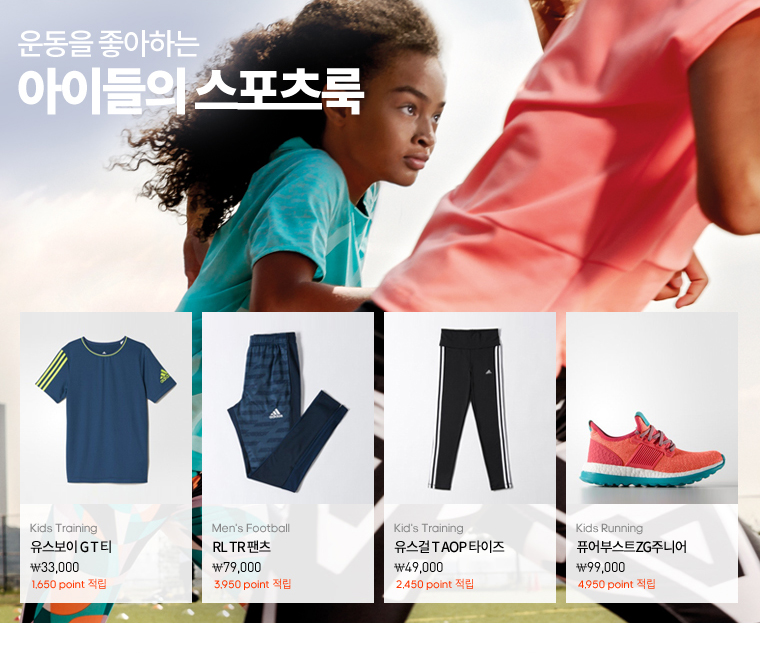 운동을 좋아하는
아이들의 스포츠룩
Kids Training
유스보이 G T 티
₩33,000
1,650 point 적립
Men's Football
RL TR 팬츠
₩79,000
3,950 point 적립
Kid's Training
유스걸 T AOP 타이즈
₩49,000
2,450 point 적립
Kids Running
퓨어부스트ZG주니어
₩99,000
4,950 point 적립